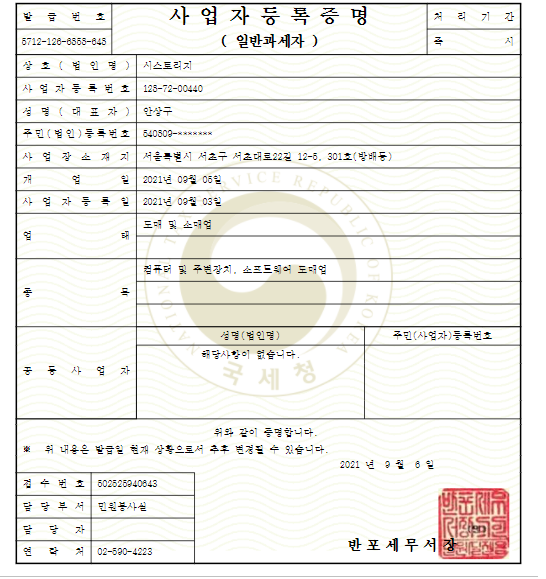 발 급 번 호
사 업 자 등 록 증 명
처 리 기 간
5712-126-6555-645
( 일반과세자 )
즉 시
상 호 ( 법 인 명 ) 시스트리지
사 업 자 등 록 번 호 125-72-00440
성 명 ( 대 표 자 ) 안상구
주민(법인)등록번호 540509-*******
사 업 장 소 재 지 서울특별시 서초구 서초대로22길 12-5, 301호(방배동)
개 업 일 2021년 09월 05일
사 업 자 등 록 일 2021년 09월 03일
업 태 도매 및 소매업
종 목 컴퓨터 및 주변장치, 소프트웨어 도매업
공 동 사 업 자
성명(법인명) 주민(사업자)등록번호
해당사항이 없습니다.
NATIONAL TAX SERVICE REPUBLIC OF KOREA
국세청
위와 같이 증명합니다.
※ 위 내용은 발급일 현재 상황으로서 추후 변경될 수 있습니다.
2021 년 9 월 6 일
접 수 번 호 502525940643
담 당 부 서 민원봉사실
담 당 자
연 락 처 02-590-4223
반 포 세 무 서 장